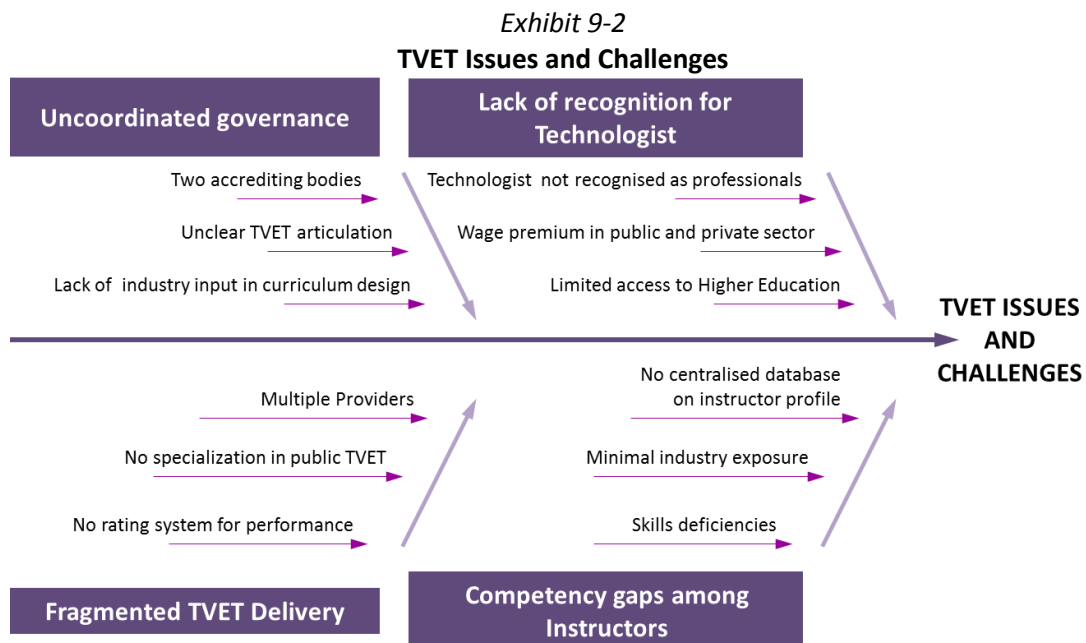 Exhibit 9-2
TVET Issues and Challenges
Uncoordinated governance
Lack of recognition for
Technologist
Two accrediting bodies
Unclear TVET articulation
Lack of industry input in curriculum design
Technologist not recognised as professionals
Wage premium in public and private sector
Limited access to Higher Education
TVET ISSUES
AND
CHALLENGES
Multiple Providers
No specialization in public TVET
No rating system for performance
No centralised database
on instructor profile
Minimal industry exposure
Skills deficiencies
Fragmented TVET Delivery
Competency gaps among
Instructors